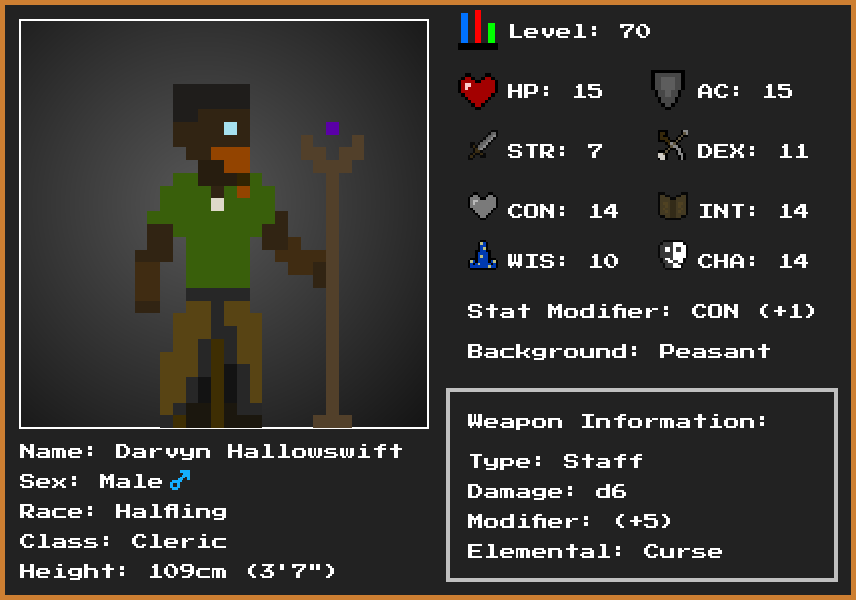 Level: 70
HP: 15
AC: 15
STR: 7
DEX: 11
CON: 14
INT: 14
WIS: 10
CHA: 14
Stat Modifier: CON (+1)
Background: Peasant
Weapon Information:
Type: Staff
Damage: d6
Modifier: (+5)
Elemental: Curse
Name: Darvyn Hallowswift
Sex: Male♂
Race: Halfling
Class: Cleric
Height: 109cm (3'7")